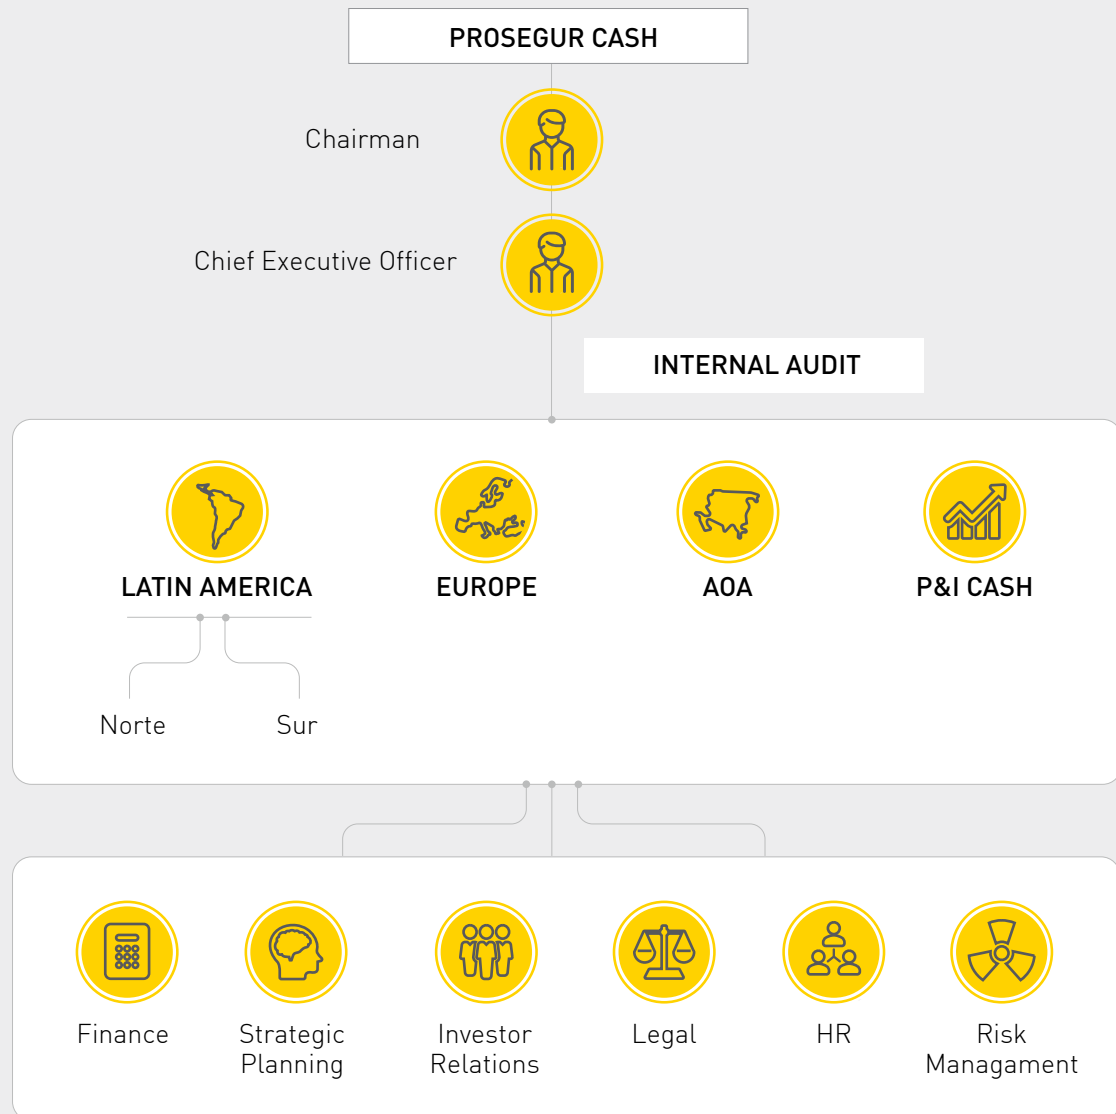 PROSEGUR CASH
Chairman
Chief Executive Officer
INTERNAL AUDIT
LATIN AMERICA
EUROPE
AOA
P&I CASH
Norte
Sur
Finance
Strategic
Planning
Investor
Relations
Legal
HR
Risk
Managament